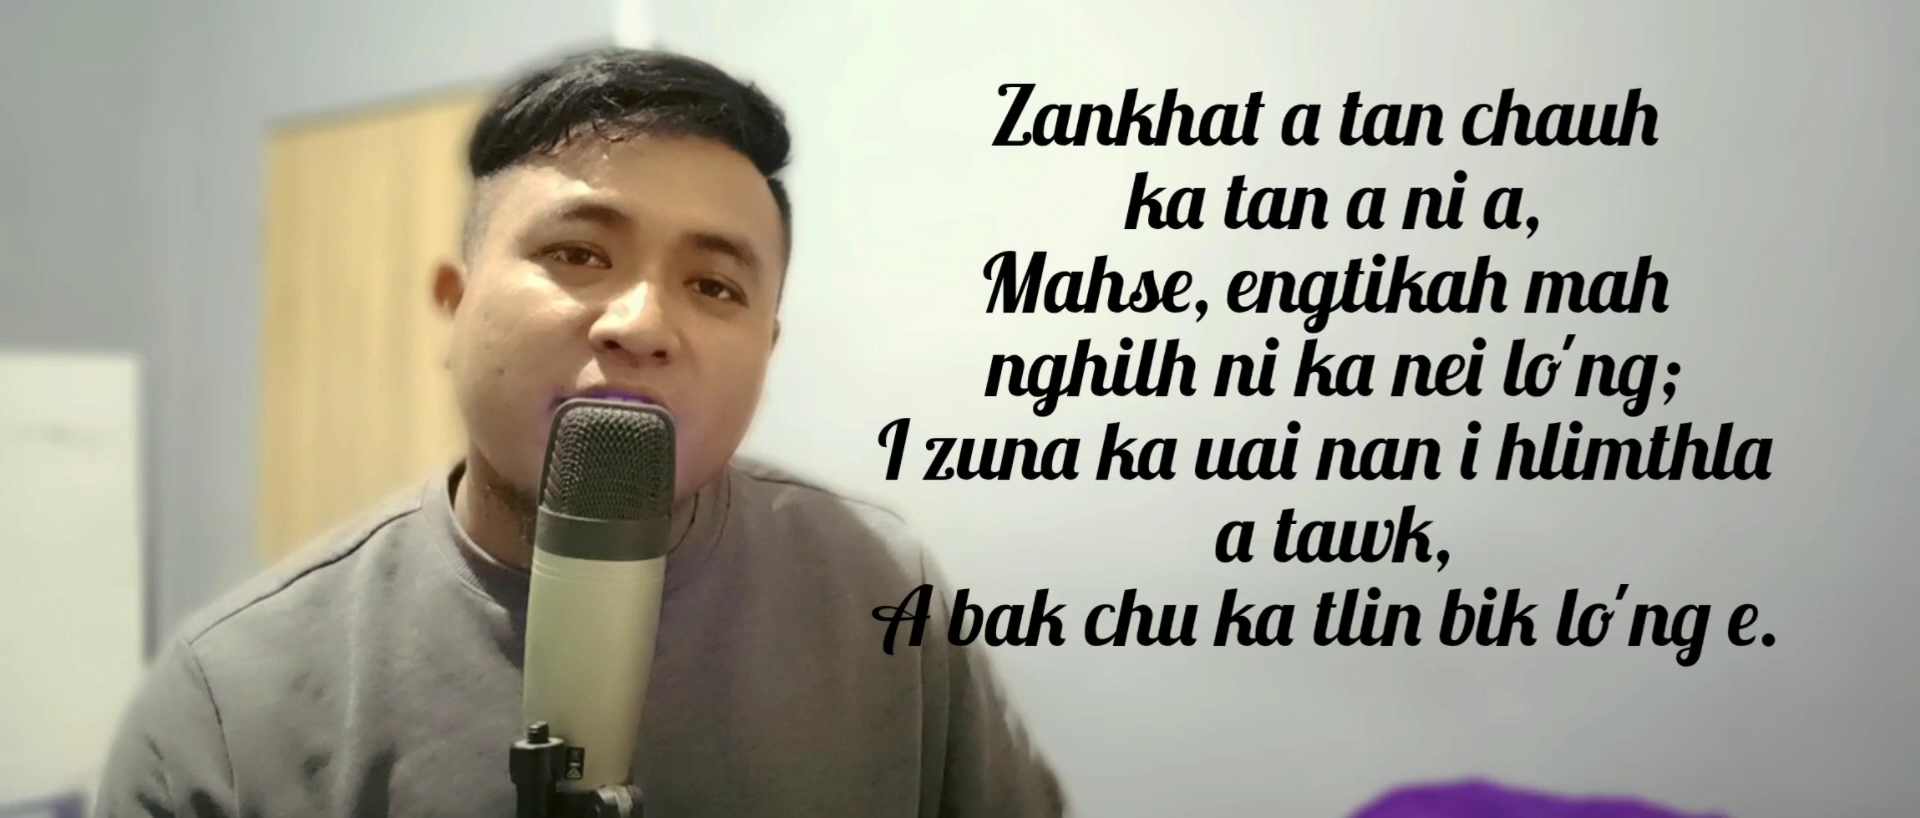 Zankhat a tan chauh
ka tan a ni a,
Mahse, engtikah mah
nghilh ni ka nei lo'ng;
I zuna ka uai nan i hlimthla
a tawk,
A bak chu ka tlin bik lo'ng e.